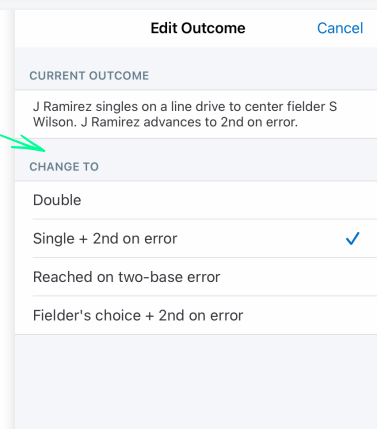 Edit Outcome Cancel
CURRENT OUTCOME
J Ramirez singles on a line drive to center fielder S
Wilson. J Ramirez advances to 2nd on error.
CHANGE TO
Double
Single + 2nd on error
Reached on two-base error
Fielder's choice + 2nd on error